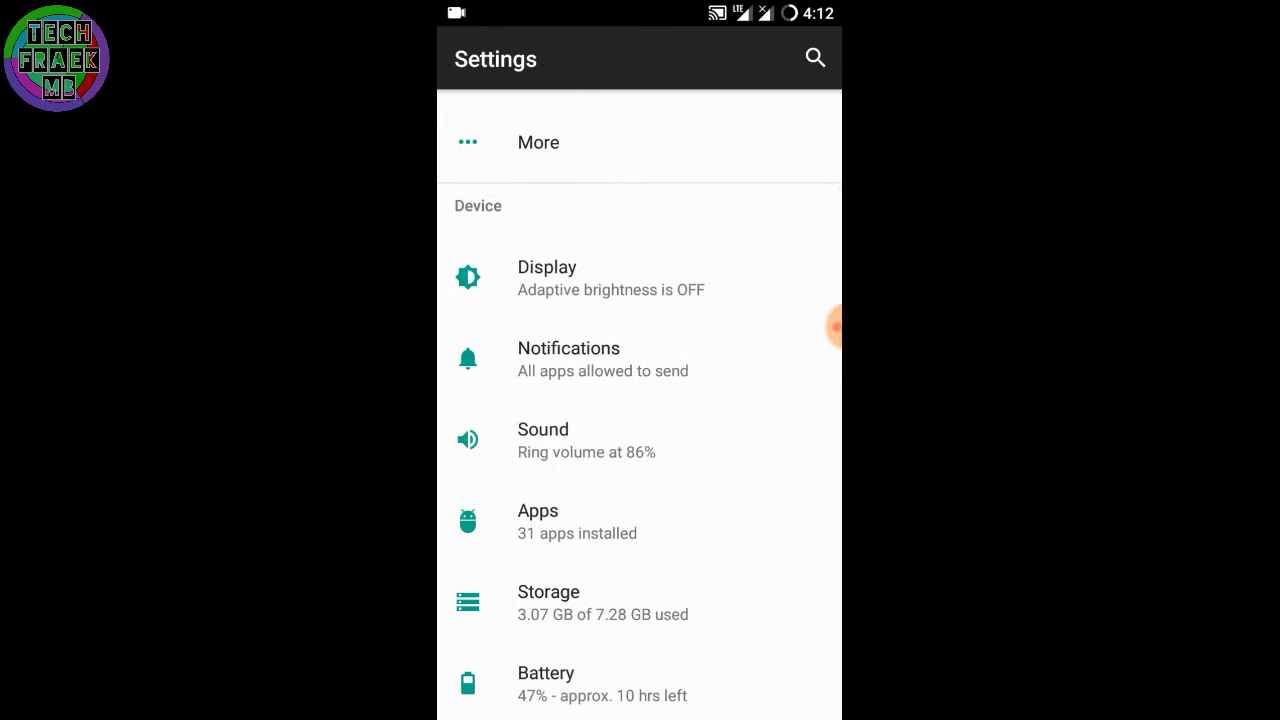 TECH
FRAEK
MB
LTE
4:12
Settings
More
Device
Display
Adaptive brightness is OFF
Notifications
All apps allowed to send
Sound
Ring volume at 86%
Apps
31 apps installed
Storage
3.07 GB of 7.28 GB used
Battery
47% - approx. 10 hrs left